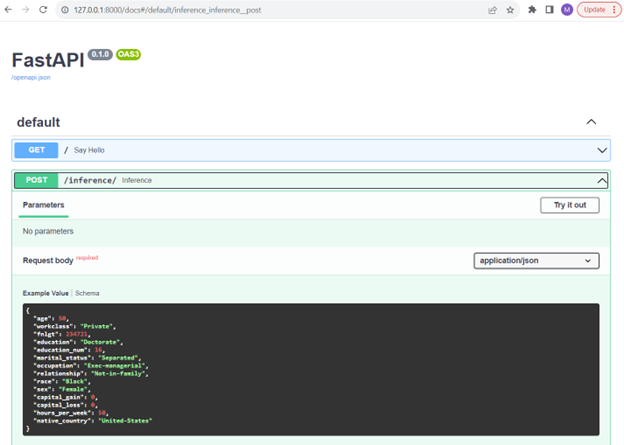 127.0.0.1:8000/docs#/default/inference_inference__post
M
Update
FastAPI 0.1.0 OAS3
/openapi.json
default
GET / Say Hello
POST /inference/ Inference
Parameters
Try it out
No parameters
Request body required
application/json
Example Value | Schema
{
"age": 50,
"workclass": "Private",
"fnlgt": 234721,
"education": "Doctorate",
"education_num": 16,
"marital_status": "Separated",
"occupation": "Exec-managerial",
"relationship": "Not-in-family",
"race": "Black",
"sex": "Female",
"capital_gain": 0,
"capital_loss": 0,
"hours_per_week": 50,
"native_country": "United-States"
}